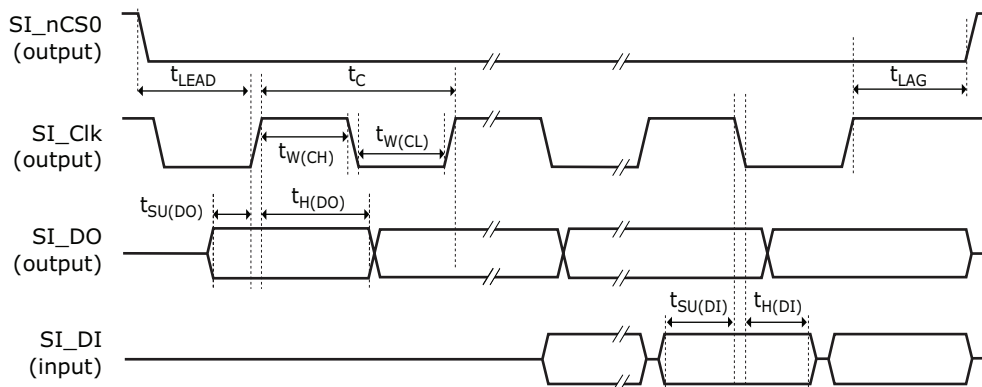 SI_nCS0
(output)
tLEAD
tC
tLAG
SI_Clk
(output)
tW(CH)
tW(CL)
tSU(DO)
tH(DO)
SI_DO
(output)
tSU(DI)
tH(DI)
SI_DI
(input)